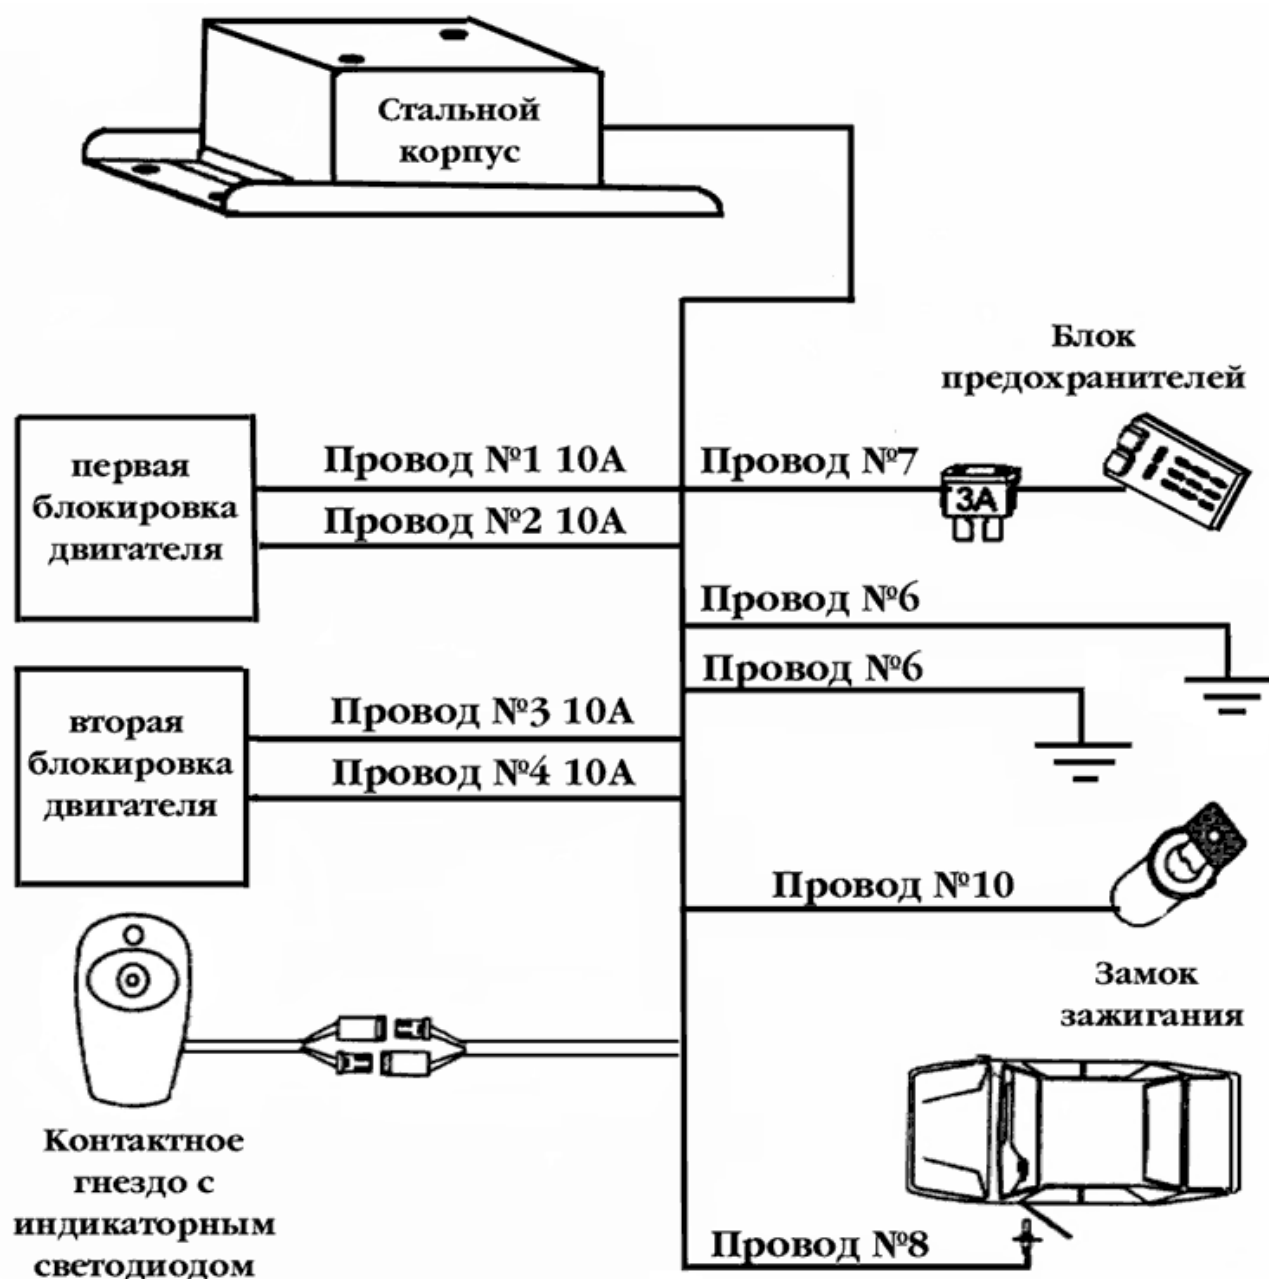 Стальной
корпус
Блок
предохранителей
первая
блокировка
двигателя
Провод №1 10А
Провод №2 10А
Провод №7
3А
Провод №6
Провод №6
вторая
блокировка
двигателя
Провод №3 10А
Провод №4 10А
Провод №10
Замок
зажигания
Контактное
гнездо с
индикаторным
светодиодом
Провод №8